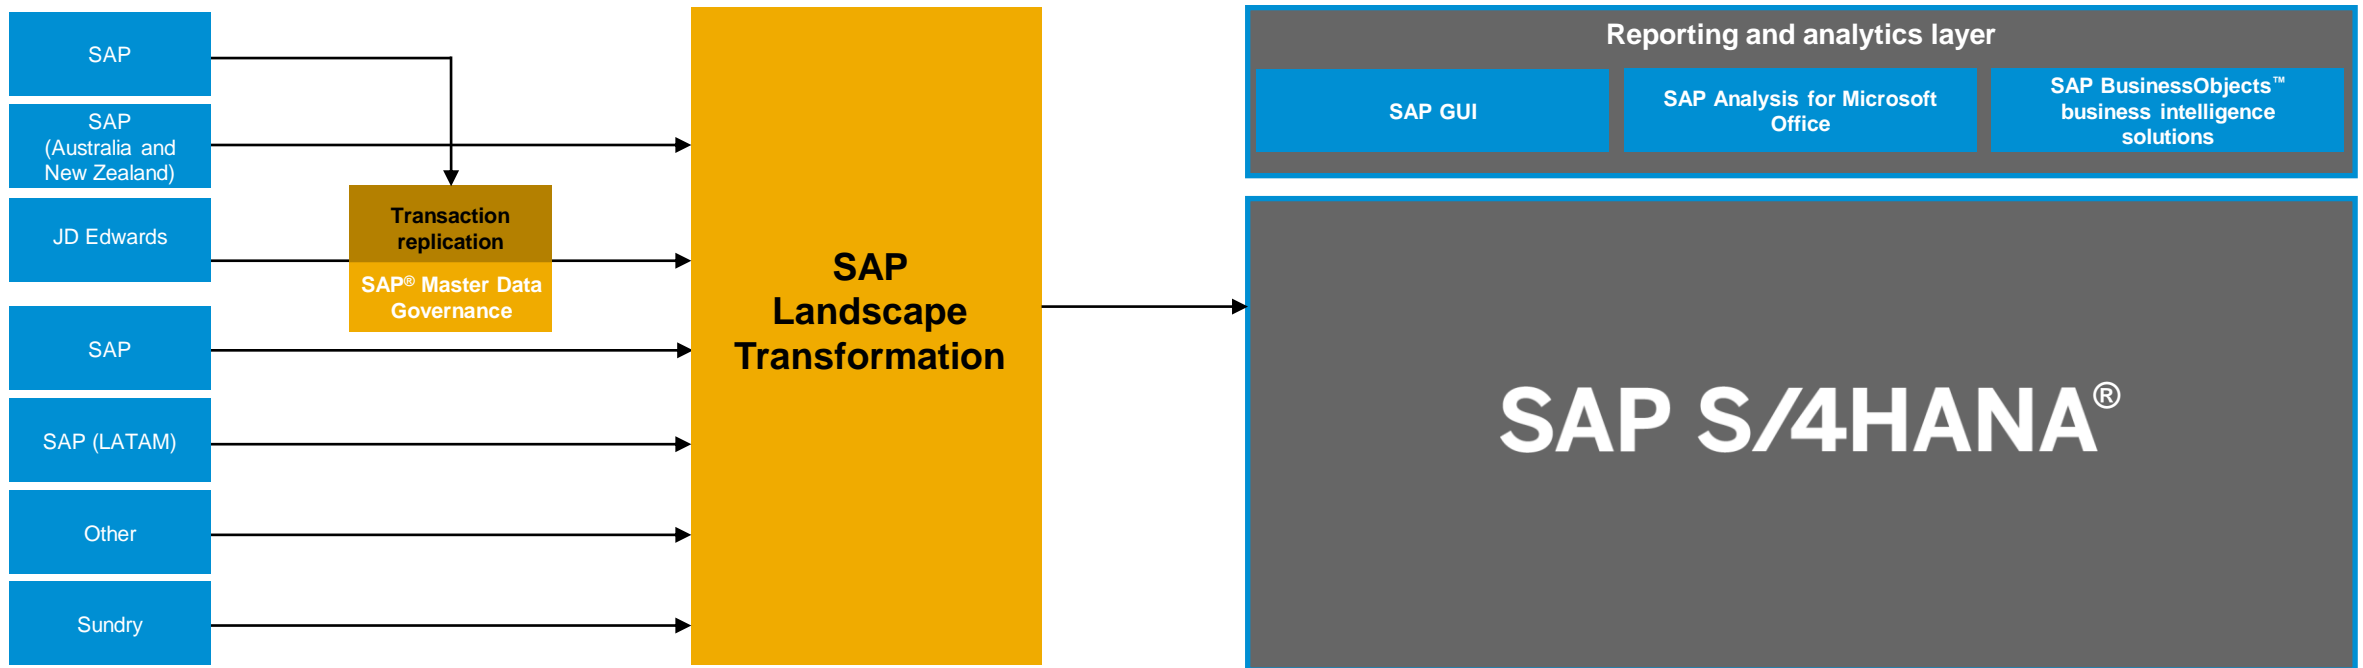 SAP
SAP
(Australia and
New Zealand)
JD Edwards
SAP
SAP (LATAM)
Other
Sundry
Transaction
replication
SAP® Master Data
Governance
SAP
Landscape
Transformation
Reporting and analytics layer
SAP GUI
SAP Analysis for Microsoft
Office
SAP BusinessObjects™
business intelligence
solutions
SAP S/4HANA®